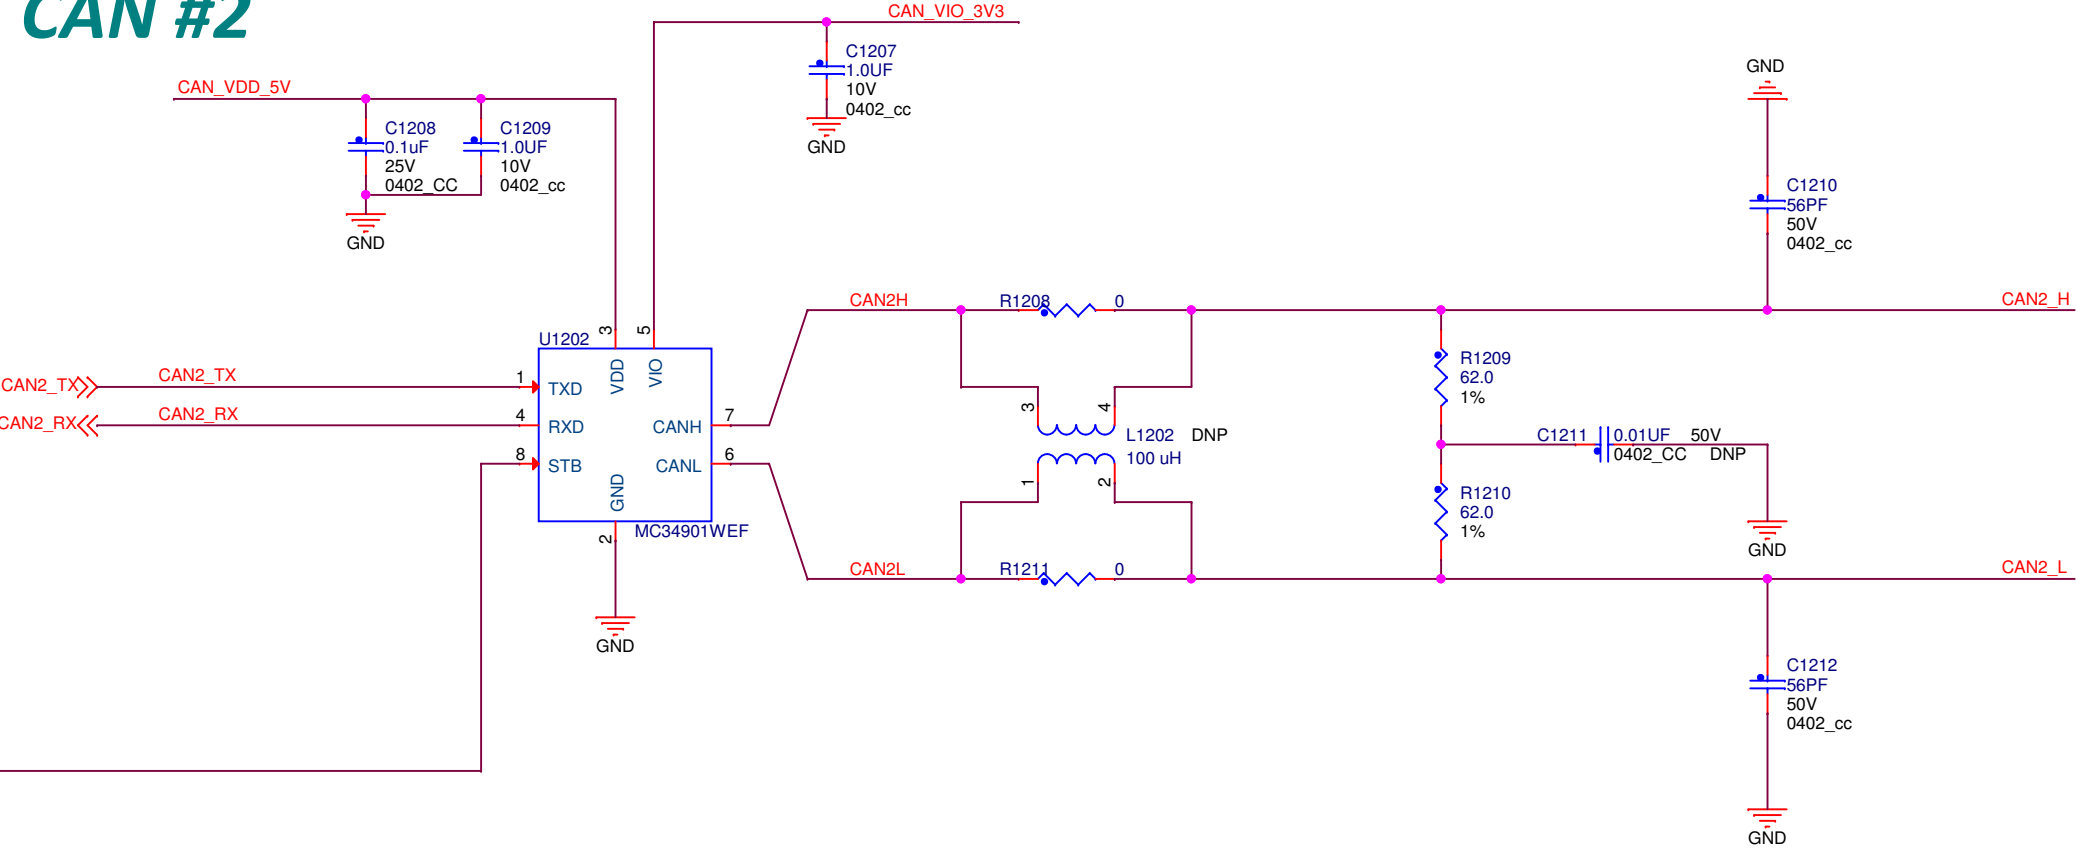 CAN #2
CAN_VIO_3V3
C1207
1.0UF
10V
0402_cc
GND
CAN_VDD_5V
C1208
0.1uF
25V
0402_CC
C1209
1.0UF
10V
0402_cc
GND
GND
C1210
56PF
50V
0402_cc
CAN2H
R1208
0
CAN2_H
U1202
3
5
VDD
VIO
CAN2_TX
CAN2_TX
1
TXD
CAN2_RX
CAN2_RX
4
RXD
8
STB
CANH
7
CANL
6
GND
2
MC34901WEF
GND
3
4
L1202
DNP
100 uH
1
2
R1209
62.0
1%
C1211
0.01UF
50V
0402_CC
DNP
GND
R1210
62.0
1%
CAN2L
R1211
0
CAN2_L
C1212
56PF
50V
0402_cc
GND